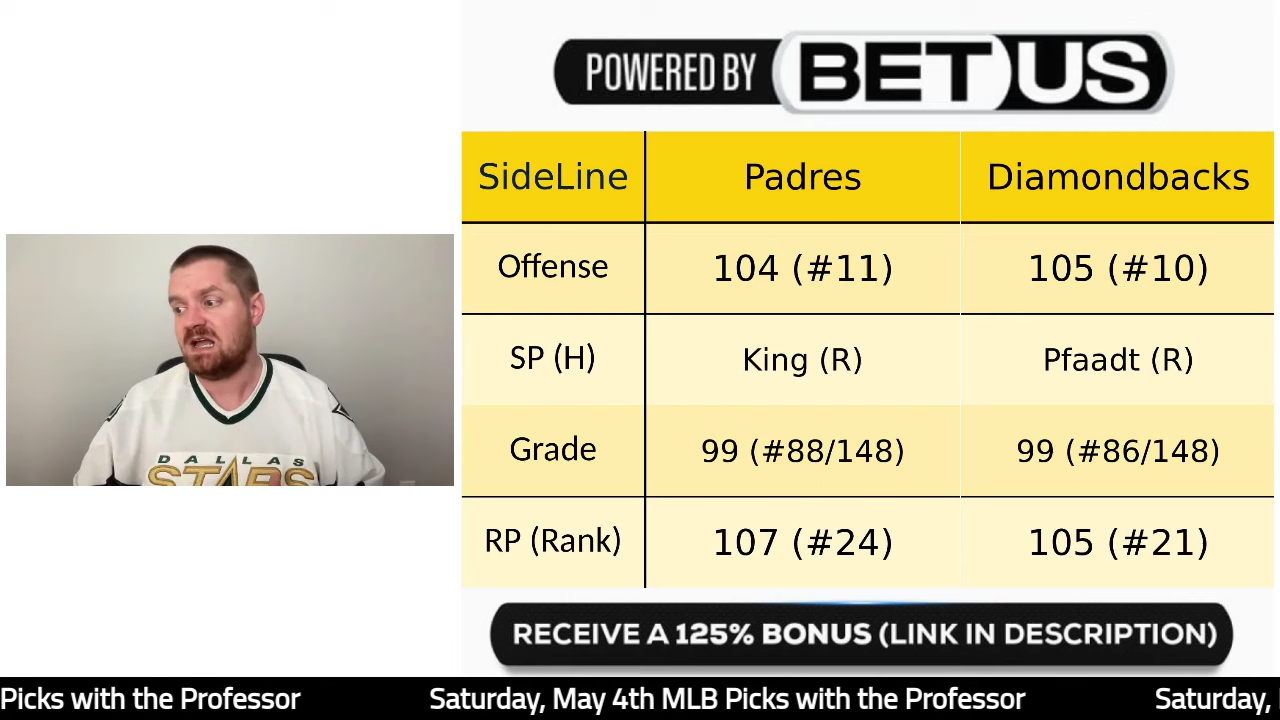 POWERED BY BETUS
SideLine Padres Diamondbacks
Offense 104 (#11) 105 (#10)
SP (H) King (R) Pfaadt (R)
Grade 99 (#88/148) 99 (#86/148)
RP (Rank) 107 (#24) 105 (#21)
DALLAS
STARS
RECEIVE A 125% BONUS (LINK IN DESCRIPTION)
Picks with the Professor Saturday, May 4th MLB Picks with the Professor Saturday,